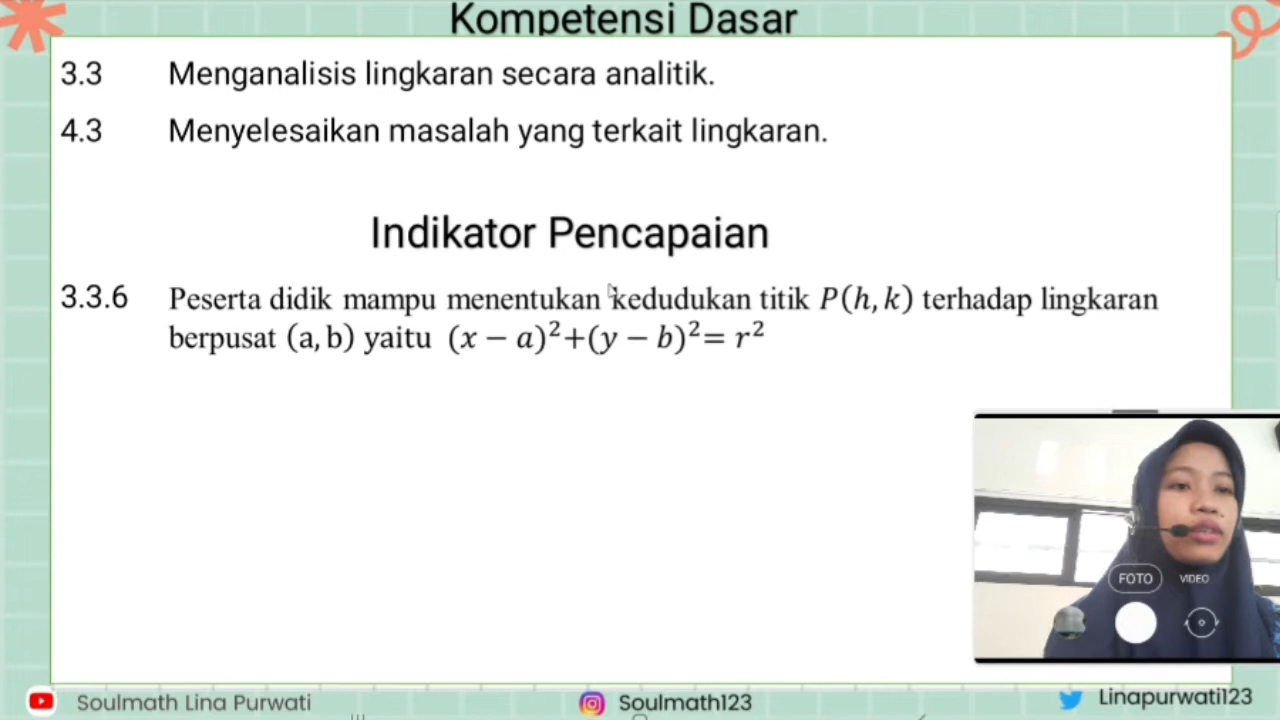 Kompetensi Dasar
3.3 Menganalisis lingkaran secara analitik.
4.3 Menyelesaikan masalah yang terkait lingkaran.
Indikator Pencapaian
3.3.6 Peserta didik mampu menentukan kedudukan titik P(h, k) terhadap lingkaran
berpusat (a, b) yaitu (x − a)²+(y − b)²= r²
FOTO VIDEO
Soulmath Lina Purwati
Soulmath123
Linapurwati123